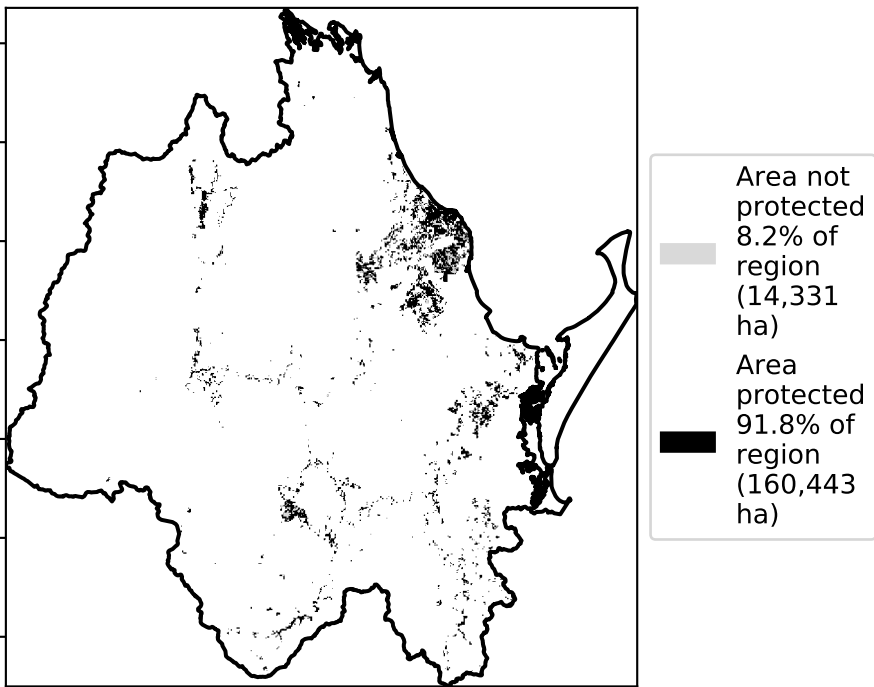 Area not
protected
8.2% of
region
(14,331
ha)
Area
protected
91.8% of
region
(160,443
ha)